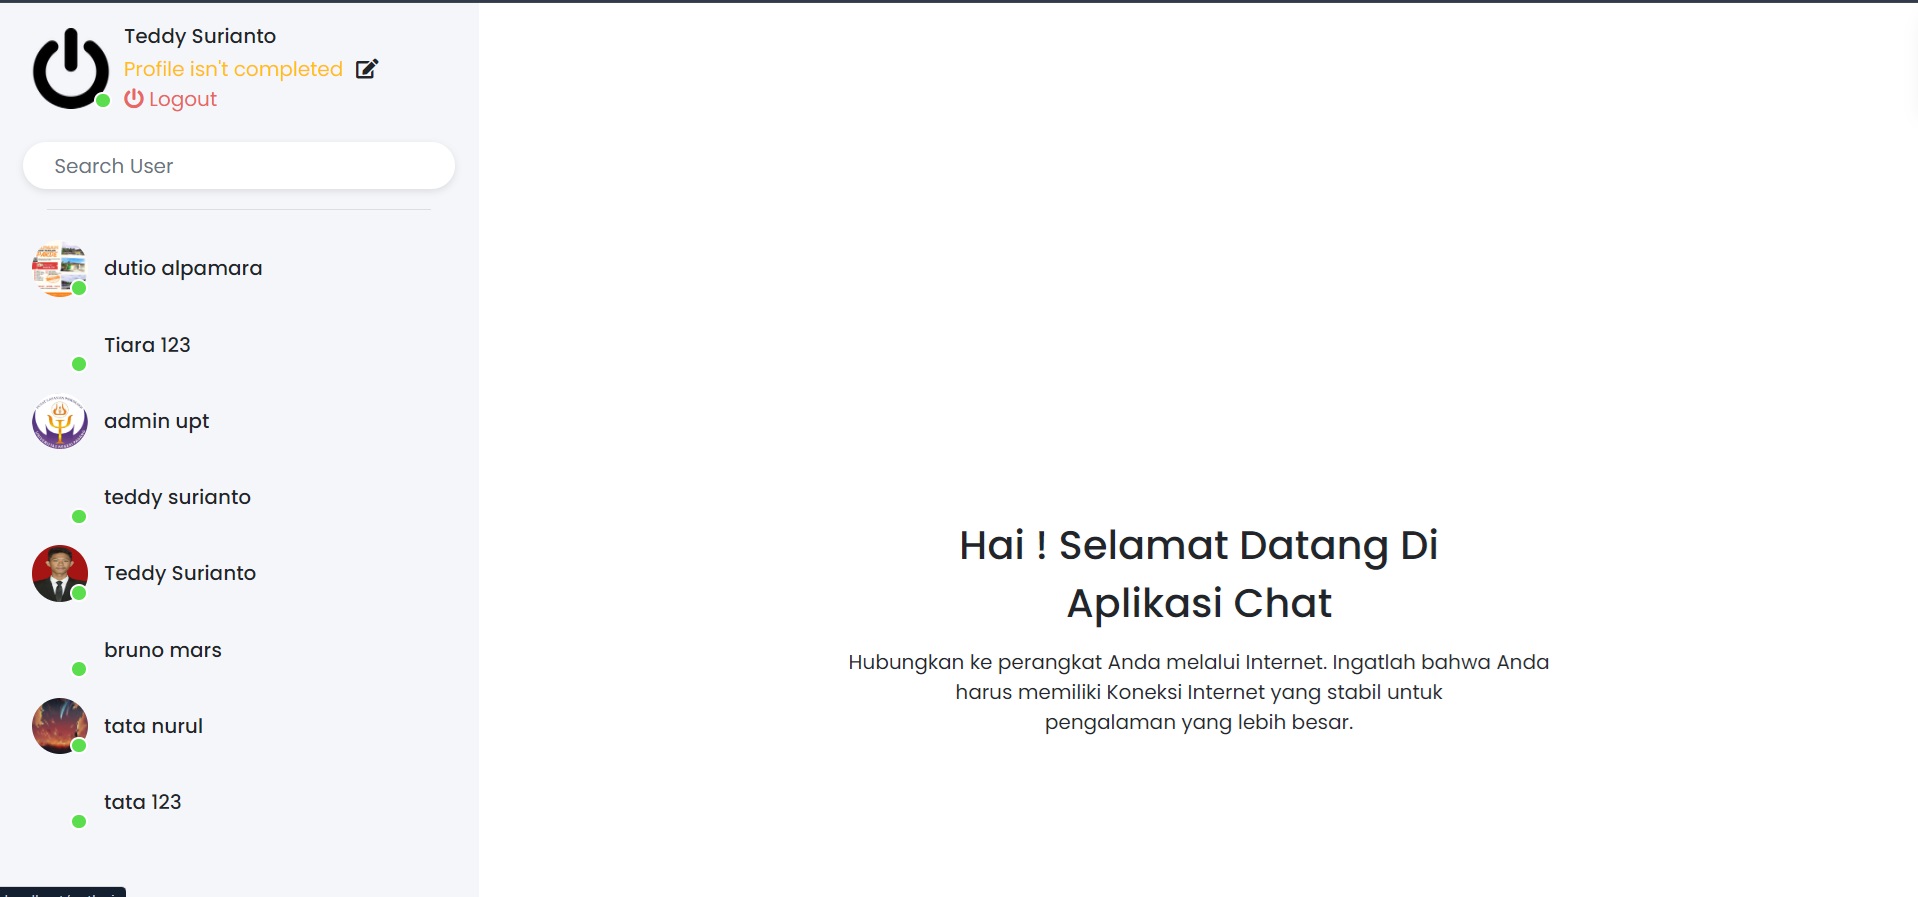 Teddy Surianto
Profile isn't completed
Logout
Search User
dutio alpamara
Tiara 123
admin upt
teddy surianto
Teddy Surianto
bruno mars
tata nurul
tata 123
Hai ! Selamat Datang Di
Aplikasi Chat
Hubungkan ke perangkat Anda melalui Internet. Ingatlah bahwa Anda
harus memiliki Koneksi Internet yang stabil untuk
pengalaman yang lebih besar.